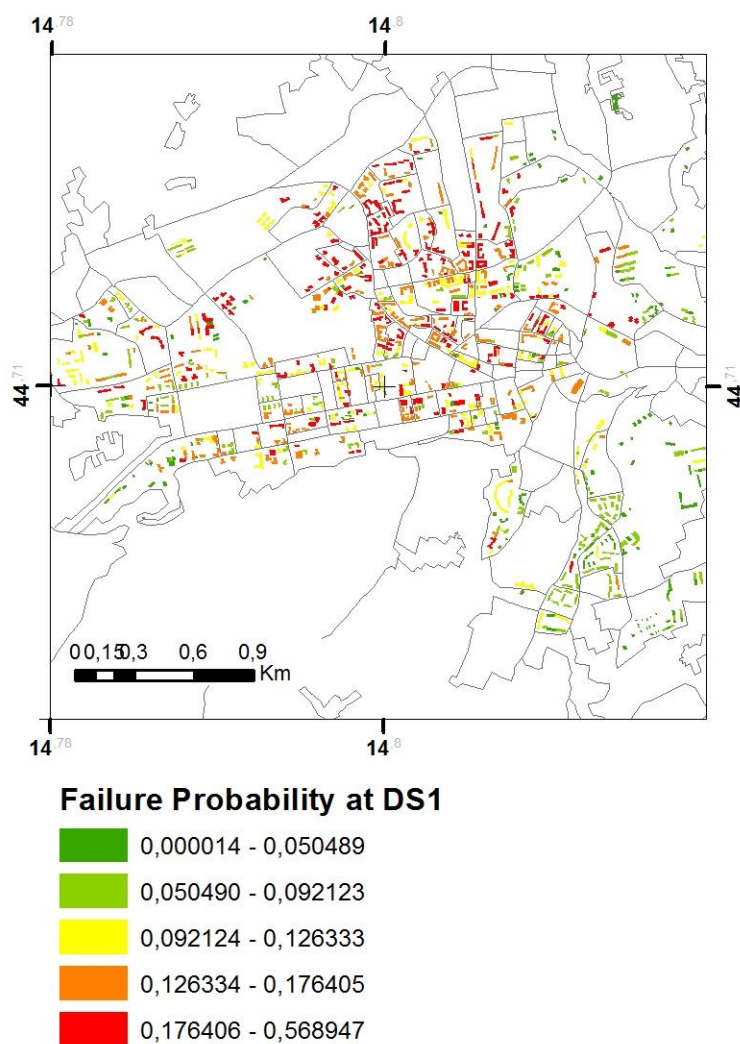 14,78 14,8
44,71 44,71
0 0,15 0,3 0,6 0,9
Km
14,78 14,8
Failure Probability at DS1
0,000014 - 0,050489
0,050490 - 0,092123
0,092124 - 0,126333
0,126334 - 0,176405
0,176406 - 0,568947